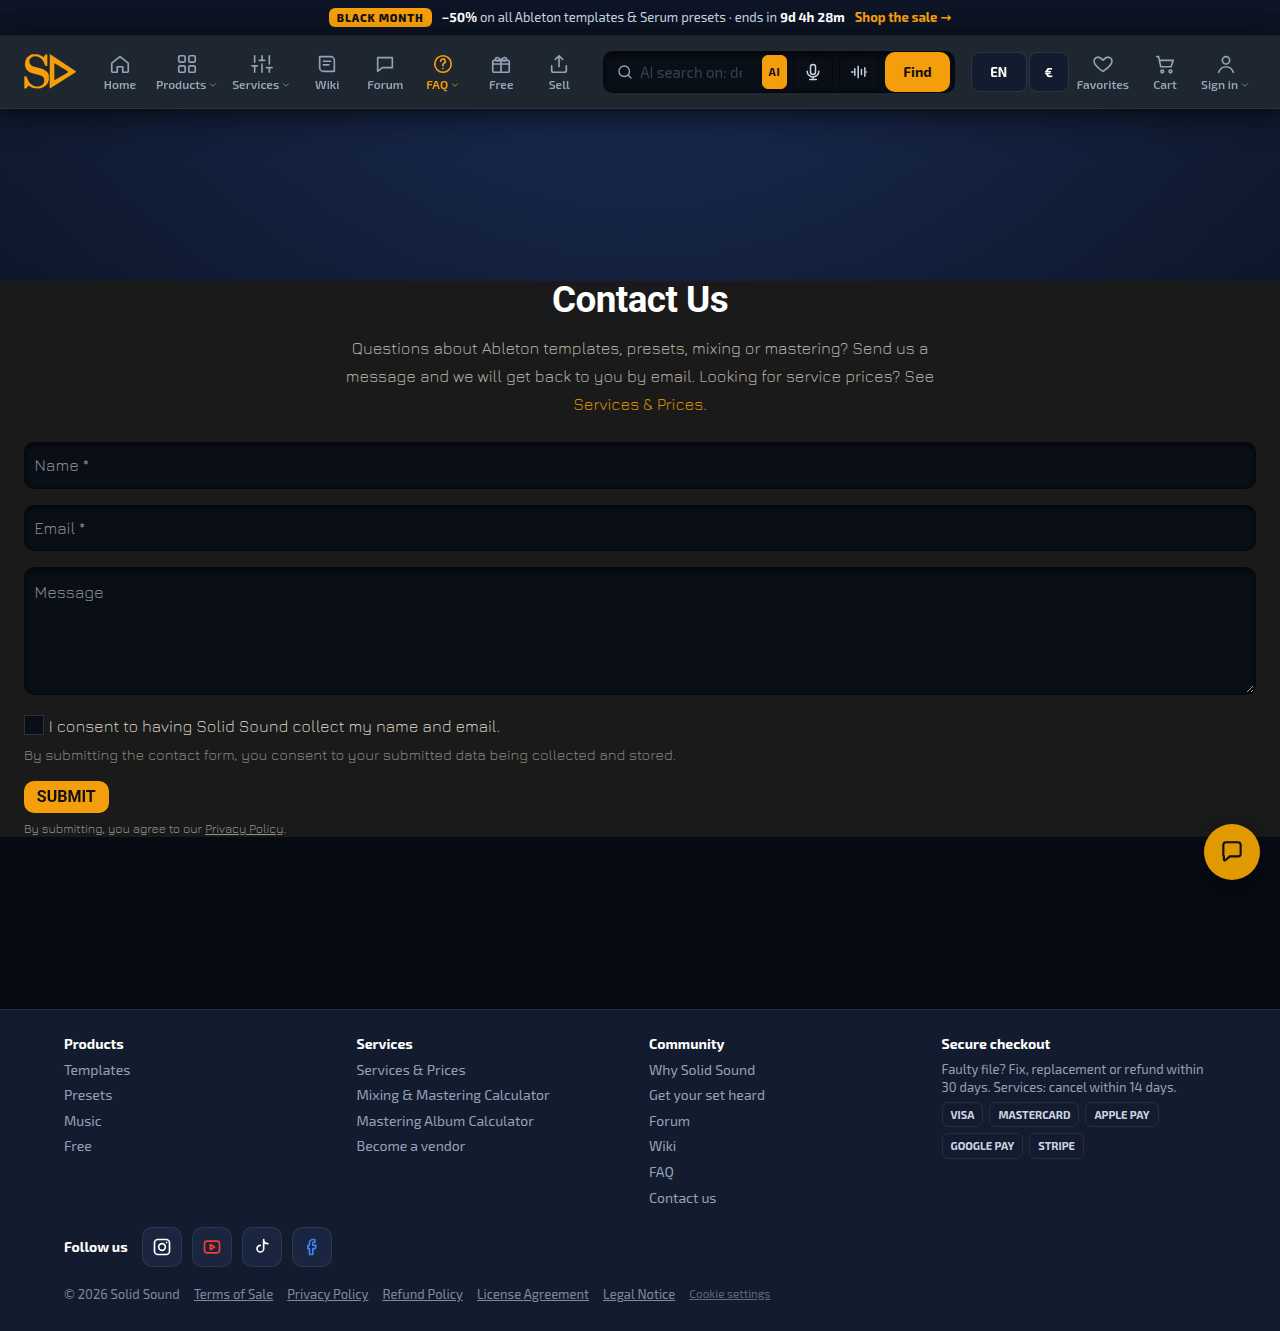 BLACK MONTH −50% on all Ableton templates & Serum presets · ends in 9d 4h 28m Shop the sale →
Home Products Services Wiki Forum FAQ Free Sell
AI search on: dr AI Find EN € Favorites Cart Sign in
Contact Us
Questions about Ableton templates, presets, mixing or mastering? Send us a
message and we will get back to you by email. Looking for service prices? See
Services & Prices.
Name *
Email *
Message
I consent to having Solid Sound collect my name and email.
By submitting the contact form, you consent to your submitted data being collected and stored.
SUBMIT
By submitting, you agree to our Privacy Policy.
Products
Templates
Presets
Music
Free
Services
Services & Prices
Mixing & Mastering Calculator
Mastering Album Calculator
Become a vendor
Community
Why Solid Sound
Get your set heard
Forum
Wiki
FAQ
Contact us
Secure checkout
Faulty file? Fix, replacement or refund within
30 days. Services: cancel within 14 days.
VISA MASTERCARD APPLE PAY
GOOGLE PAY STRIPE
Follow us
© 2026 Solid Sound Terms of Sale Privacy Policy Refund Policy License Agreement Legal Notice Cookie settings